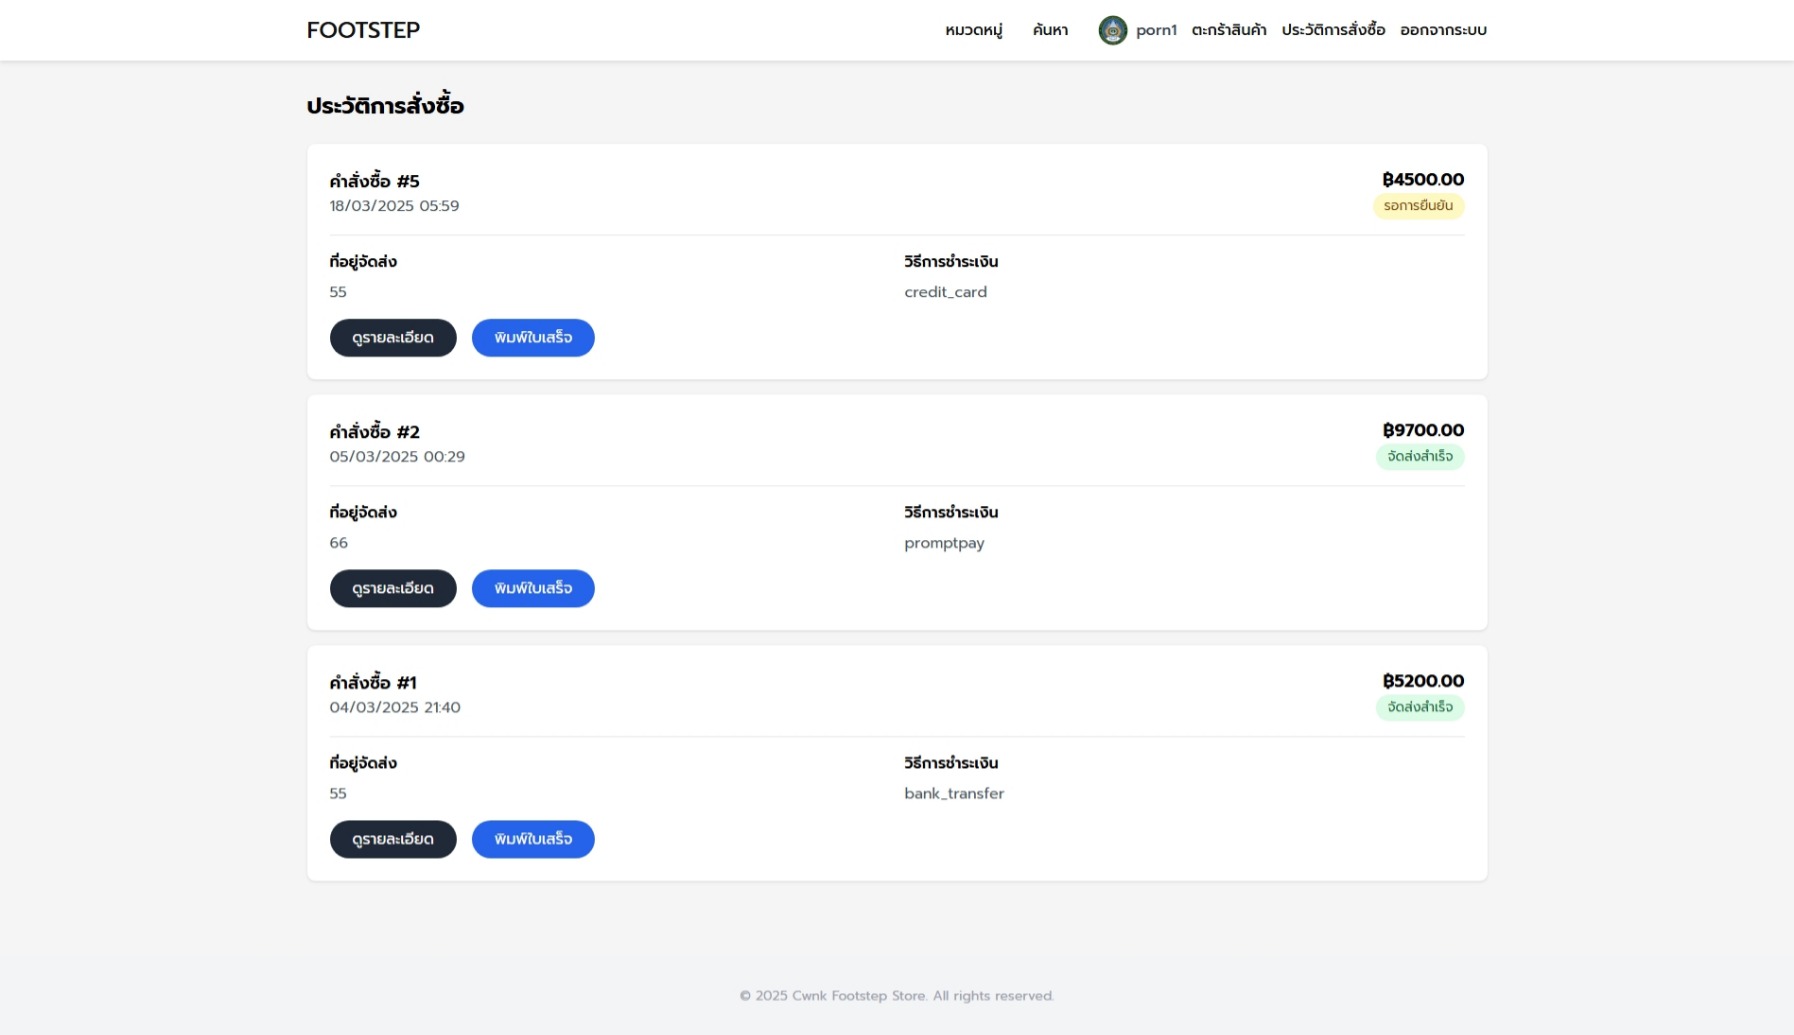 FOOTSTEP
หมวดหมู่ ค้นหา porn1 ตะกร้าสินค้า ประวัติการสั่งซื้อ ออกจากระบบ
ประวัติการสั่งซื้อ
คำสั่งซื้อ #5 ฿4500.00
18/03/2025 05:59 รอการยืนยัน
ที่อยู่จัดส่ง วิธีการชำระเงิน
55 credit_card
ดูรายละเอียด พิมพ์ใบเสร็จ
คำสั่งซื้อ #2 ฿9700.00
05/03/2025 00:29 จัดส่งสำเร็จ
ที่อยู่จัดส่ง วิธีการชำระเงิน
66 promptpay
ดูรายละเอียด พิมพ์ใบเสร็จ
คำสั่งซื้อ #1 ฿5200.00
04/03/2025 21:40 จัดส่งสำเร็จ
ที่อยู่จัดส่ง วิธีการชำระเงิน
55 bank_transfer
ดูรายละเอียด พิมพ์ใบเสร็จ
© 2025 Cwnk Footstep Store. All rights reserved.